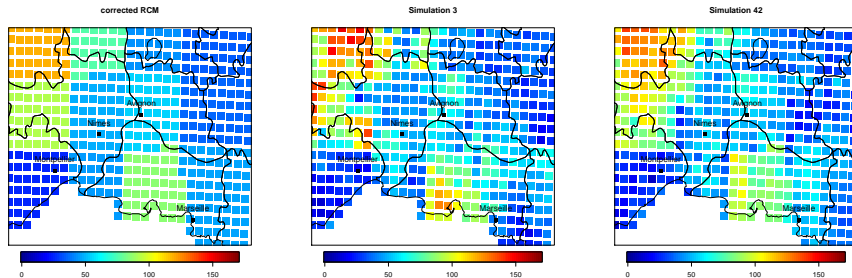 corrected RCM
Avignon
Nimes
Montpellier
Marseille
0 50 100 150
Simulation 3
Avignon
Nimes
Montpellier
Marseille
0 50 100 150
Simulation 42
Avignon
Nimes
Montpellier
Marseille
0 50 100 150